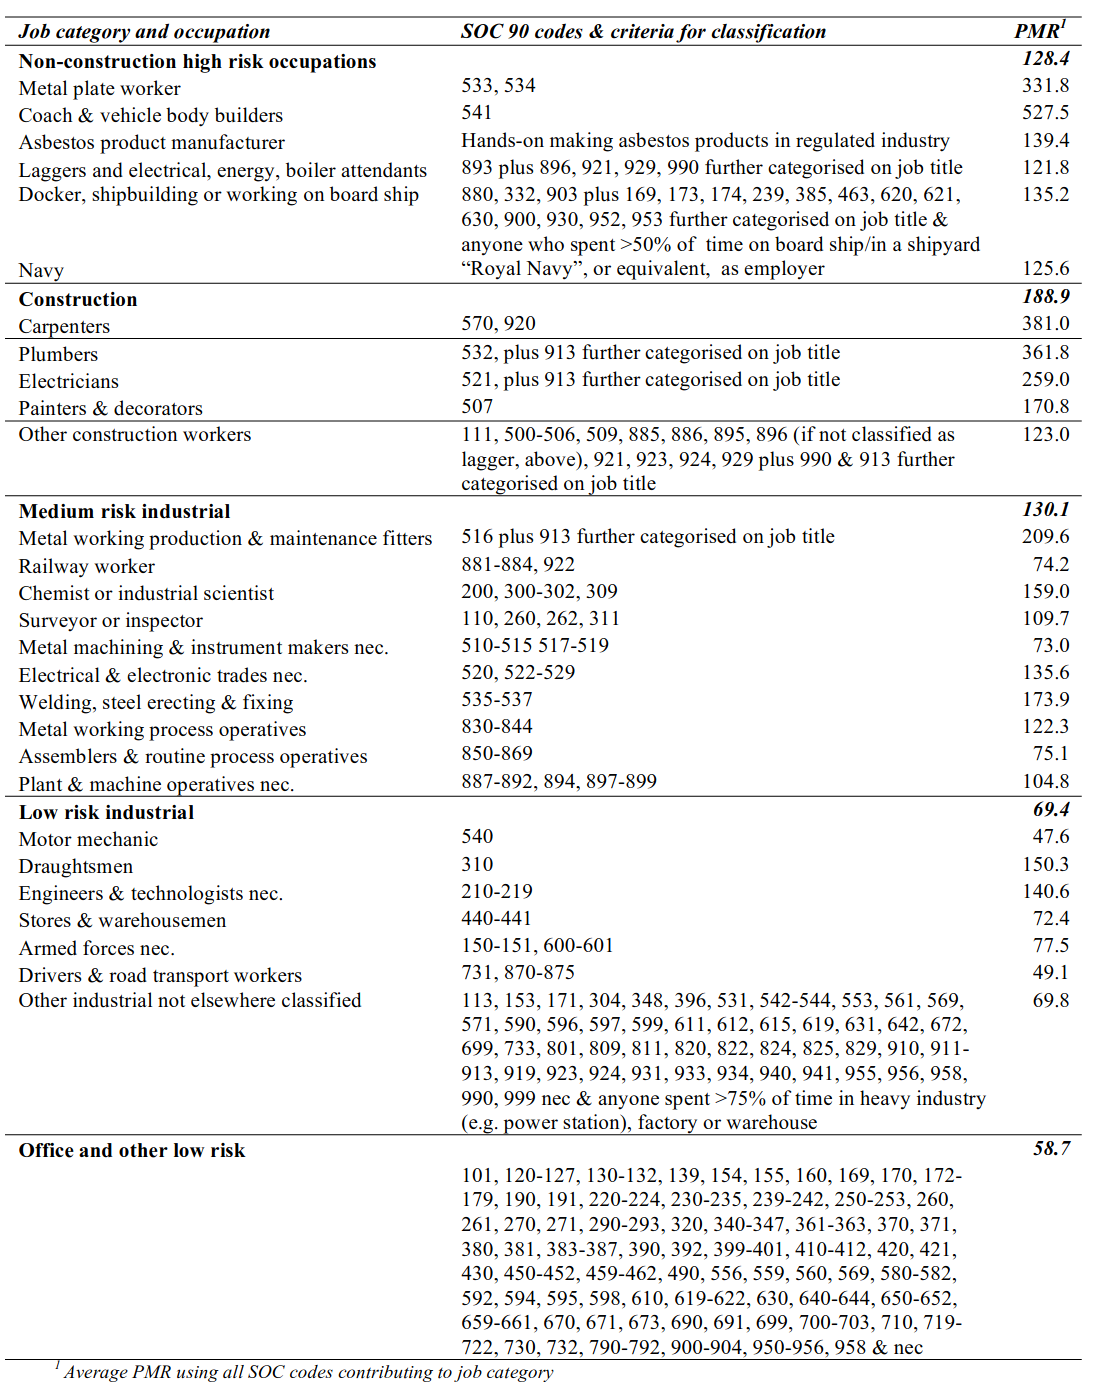 Job category and occupation SOC 90 codes & criteria for classification PMR1
Non-construction high risk occupations 128.4
Metal plate worker 533, 534 331.8
Coach & vehicle body builders 541 527.5
Asbestos product manufacturer Hands-on making asbestos products in regulated industry 139.4
Laggers and electrical, energy, boiler attendants 893 plus 896, 921, 929, 990 further categorised on job title 121.8
Docker, shipbuilding or working on board ship 880, 332, 903 plus 169, 173, 174, 239, 385, 463, 620, 621, 135.2
630, 900, 930, 952, 953 further categorised on job title &
anyone who spent >50% of time on board ship/in a shipyard
Navy “Royal Navy”, or equivalent, as employer 125.6
Construction 188.9
Carpenters 570, 920 381.0
Plumbers 532, plus 913 further categorised on job title 361.8
Electricians 521, plus 913 further categorised on job title 259.0
Painters & decorators 507 170.8
Other construction workers 111, 500-506, 509, 885, 886, 895, 896 (if not classified as 123.0
lagger, above), 921, 923, 924, 929 plus 990 & 913 further
categorised on job title
Medium risk industrial 130.1
Metal working production & maintenance fitters 516 plus 913 further categorised on job title 209.6
Railway worker 881-884, 922 74.2
Chemist or industrial scientist 200, 300-302, 309 159.0
Surveyor or inspector 110, 260, 262, 311 109.7
Metal machining & instrument makers nec. 510-515 517-519 73.0
Electrical & electronic trades nec. 520, 522-529 135.6
Welding, steel erecting & fixing 535-537 173.9
Metal working process operatives 830-844 122.3
Assemblers & routine process operatives 850-869 75.1
Plant & machine operatives nec. 887-892, 894, 897-899 104.8
Low risk industrial 69.4
Motor mechanic 540 47.6
Draughtsmen 310 150.3
Engineers & technologists nec. 210-219 140.6
Stores & warehousemen 440-441 72.4
Armed forces nec. 150-151, 600-601 77.5
Drivers & road transport workers 731, 870-875 49.1
Other industrial not elsewhere classified 113, 153, 171, 304, 348, 396, 531, 542-544, 553, 561, 569, 69.8
571, 590, 596, 597, 599, 611, 612, 615, 619, 631, 642, 672,
699, 733, 801, 809, 811, 820, 822, 824, 825, 829, 910, 911-
913, 919, 923, 924, 931, 933, 934, 940, 941, 955, 956, 958,
990, 999 nec & anyone spent >75% of time in heavy industry
(e.g. power station), factory or warehouse
Office and other low risk 58.7
101, 120-127, 130-132, 139, 154, 155, 160, 169, 170, 172-
179, 190, 191, 220-224, 230-235, 239-242, 250-253, 260,
261, 270, 271, 290-293, 320, 340-347, 361-363, 370, 371,
380, 381, 383-387, 390, 392, 399-401, 410-412, 420, 421,
430, 450-452, 459-462, 490, 556, 559, 560, 569, 580-582,
592, 594, 595, 598, 610, 619-622, 630, 640-644, 650-652,
659-661, 670, 671, 673, 690, 691, 699, 700-703, 710, 719-
722, 730, 732, 790-792, 900-904, 950-956, 958 & nec
1 Average PMR using all SOC codes contributing to job category